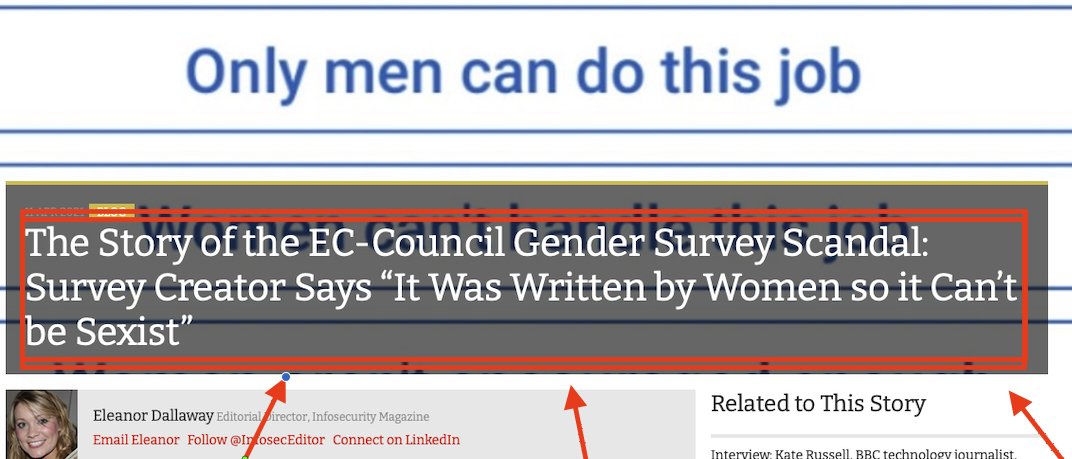 Only men can do this job
11 APR 2021 BLOG
Women can't handle this job
The Story of the EC-Council Gender Survey Scandal:
Survey Creator Says “It Was Written by Women so it Can’t
be Sexist”
Eleanor Dallaway Editorial Director, Infosecurity Magazine
Email Eleanor Follow @InfosecEditor Connect on LinkedIn
Related to This Story
Interview: Kate Russell, BBC technology journalist,